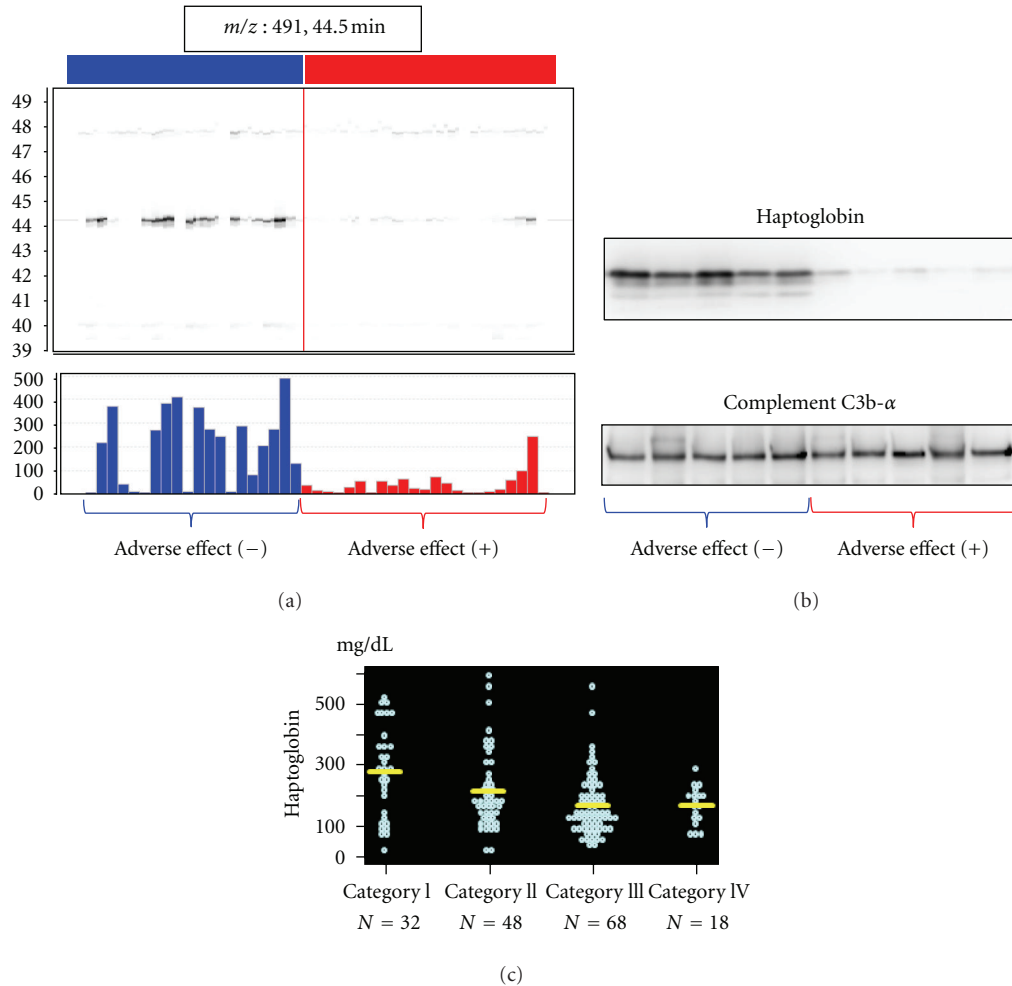 m/z : 491, 44.5 min
49
48
47
46
45
44
43
42
41
40
39
500
400
300
200
100
0
Adverse effect (−)
Adverse effect (+)
(a)
Haptoglobin
Complement C3b-α
Adverse effect (−)
Adverse effect (+)
(b)
mg/dL
Haptoglobin
500
300
100
0
Category I Category II Category III Category IV
N = 32 N = 48 N = 68 N = 18
(c)